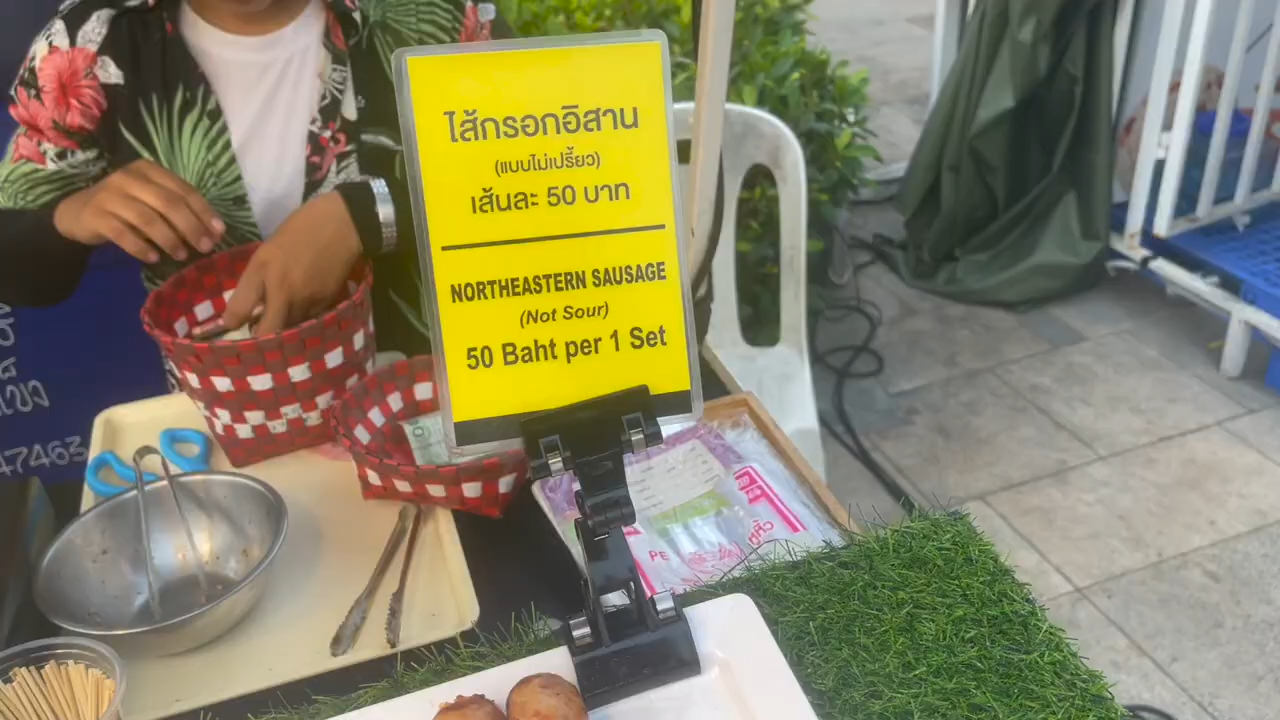 ไส้กรอกอีสาน
(แบบไม่เปรี้ยว)
เส้นละ 50 บาท
NORTHEASTERN SAUSAGE
(Not Sour)
50 Baht per 1 Set
47463
PE